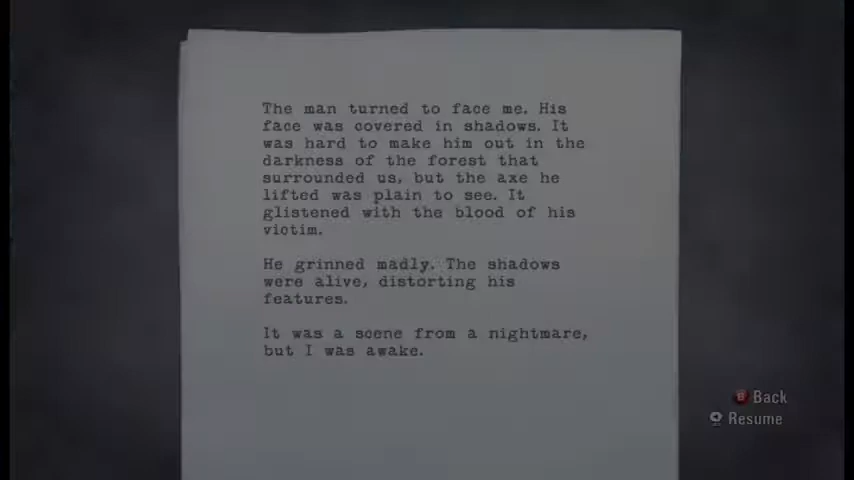 The man turned to face me. His
face was covered in shadows. It
was hard to make him out in the
darkness of the forest that
surrounded us, but the axe he
lifted was plain to see. It
glistened with the blood of his
victim.
He grinned madly. The shadows
were alive, distorting his
features.
It was a scene from a nightmare,
but I was awake.
B Back
Resume